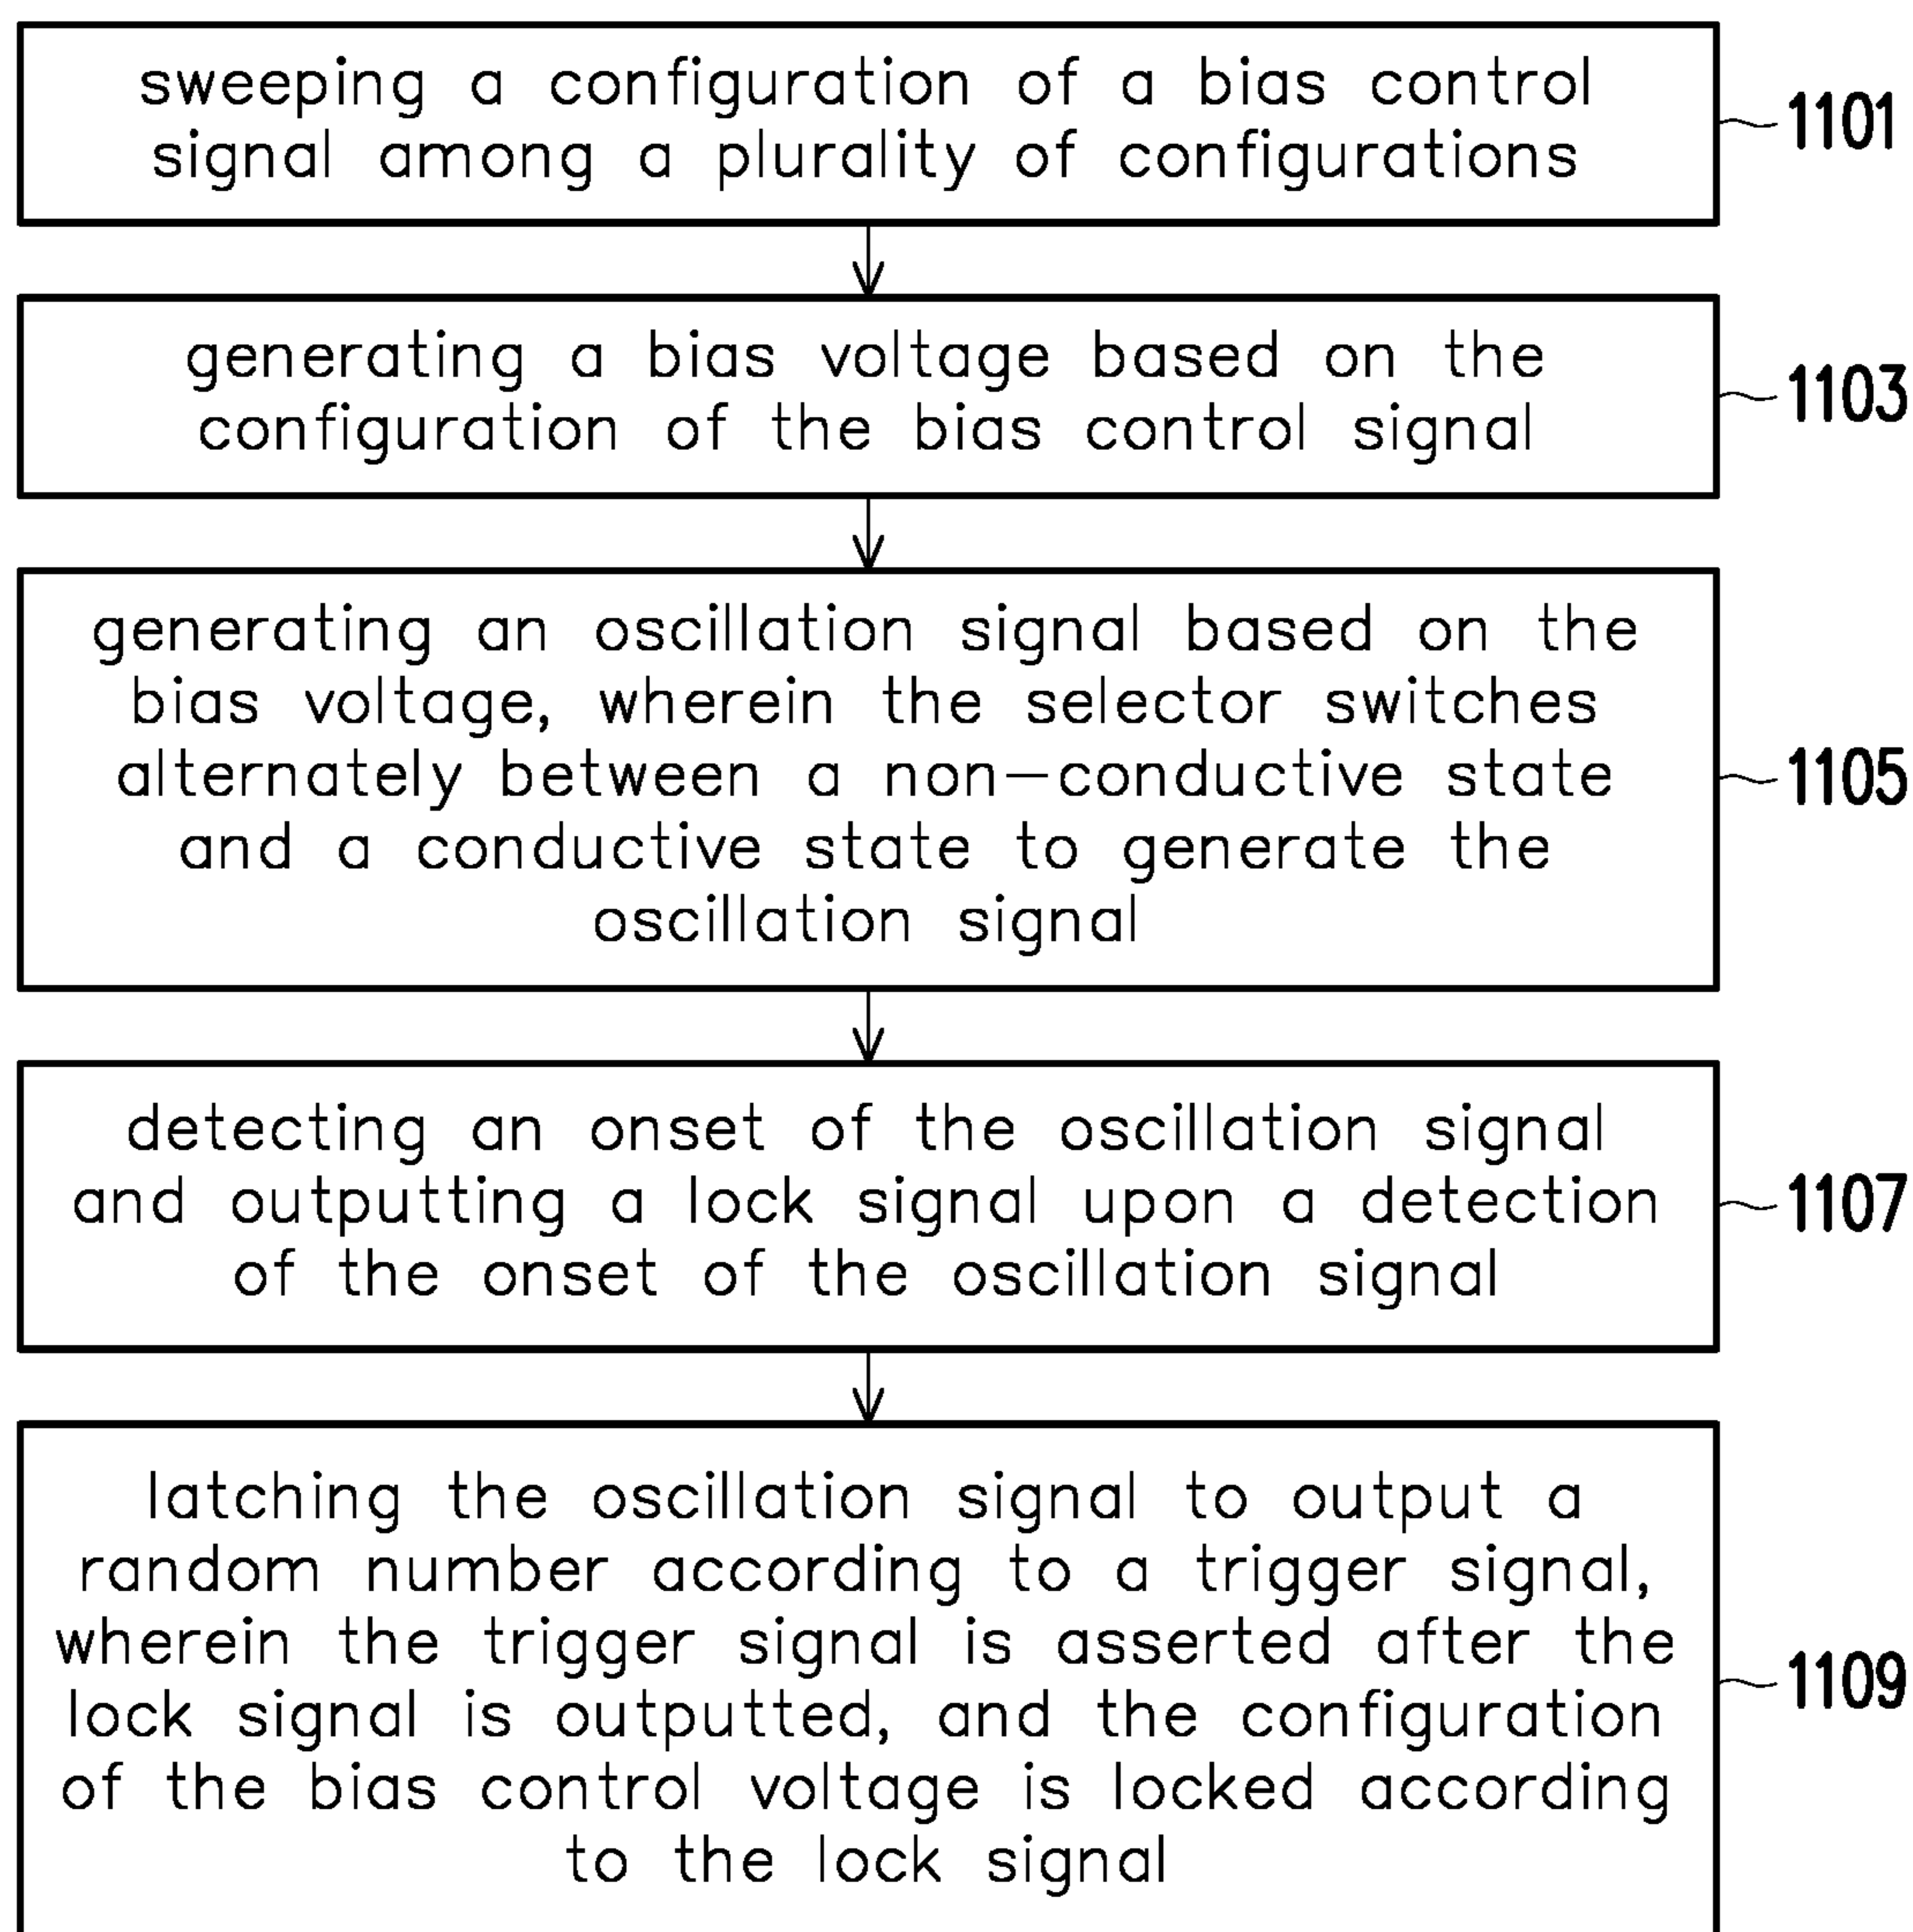 sweeping a configuration of a bias control
signal among a plurality of configurations
1101
generating a bias voltage based on the
configuration of the bias control signal
1103
generating an oscillation signal based on the
bias voltage, wherein the selector switches
alternately between a non-conductive state
and a conductive state to generate the
oscillation signal
1105
detecting an onset of the oscillation signal
and outputting a lock signal upon a detection
of the onset of the oscillation signal
1107
latching the oscillation signal to output a
random number according to a trigger signal,
wherein the trigger signal is asserted after the
lock signal is outputted, and the configuration
of the bias control voltage is locked according
to the lock signal
1109